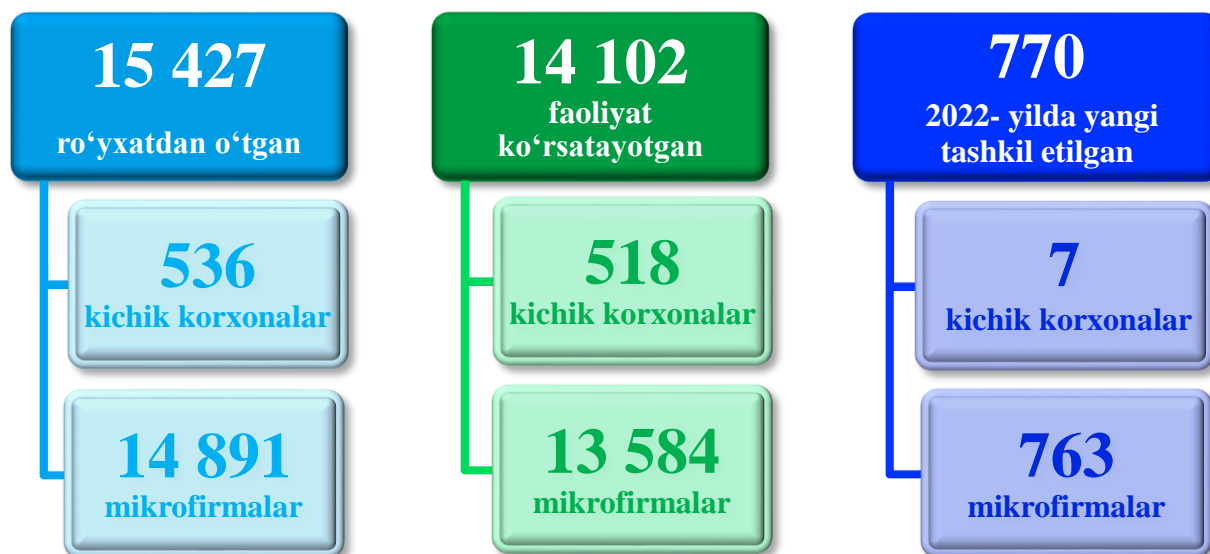 15 427
ro‘yxatdan o‘tgan
536
kichik korxonalar
14 891
mikrofirmalar
14 102
faoliyat
ko‘rsatayotgan
518
kichik korxonalar
13 584
mikrofirmalar
770
2022- yilda yangi
tashkil etilgan
7
kichik korxonalar
763
mikrofirmalar